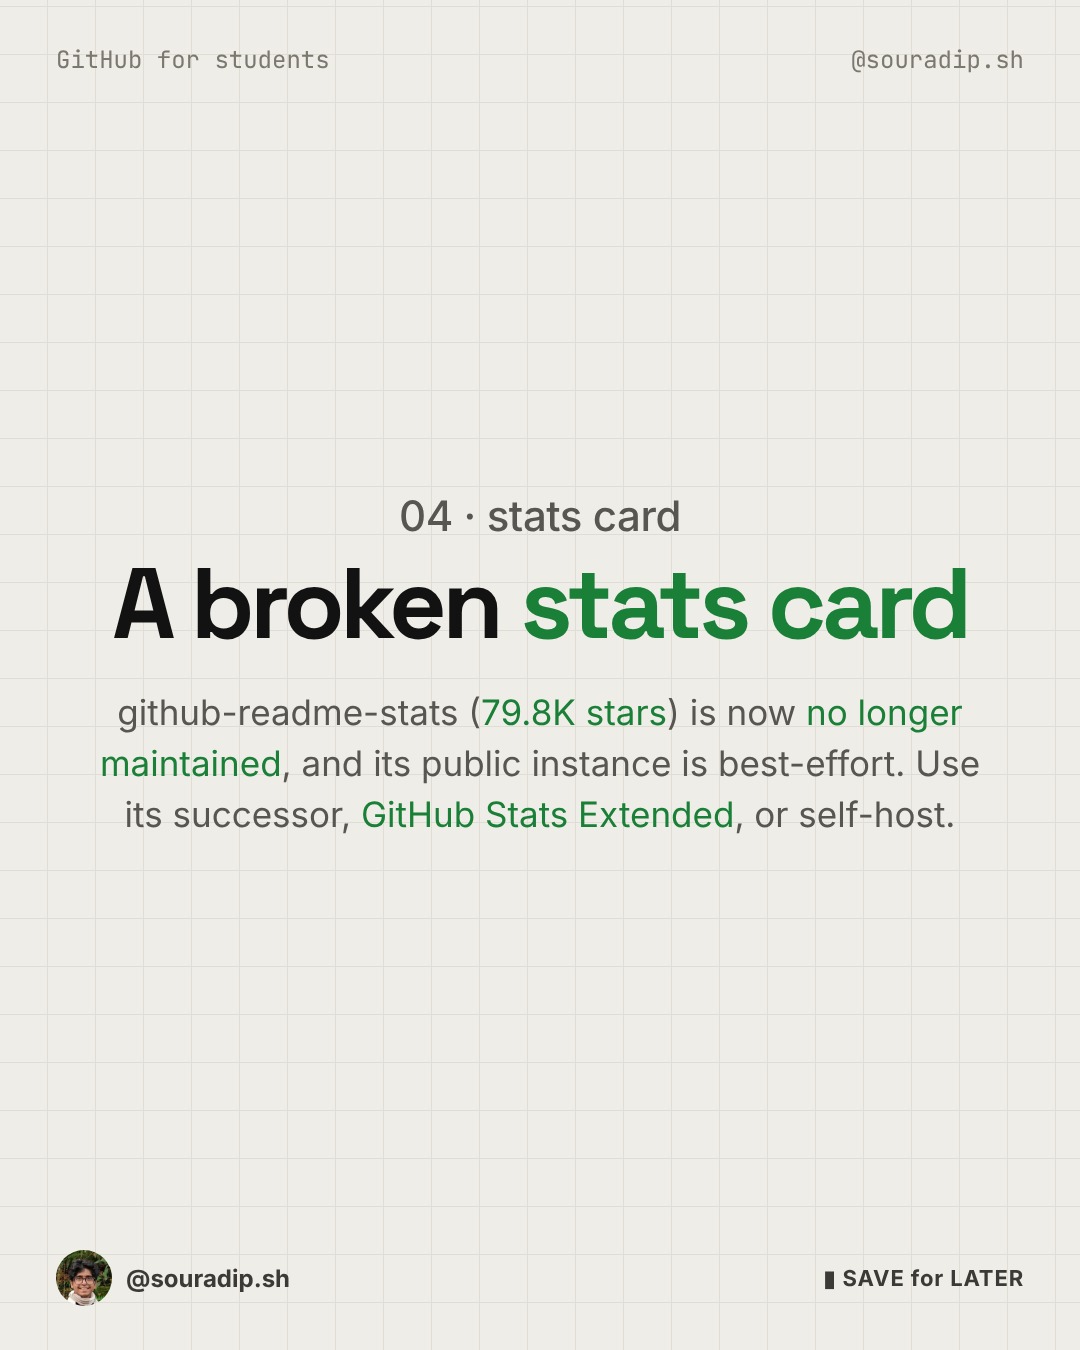 GitHub for students
@souradip.sh
04 · stats card
A broken stats card
github-readme-stats (79.8K stars) is now no longer
maintained, and its public instance is best-effort. Use
its successor, GitHub Stats Extended, or self-host.
@souradip.sh
SAVE for LATER